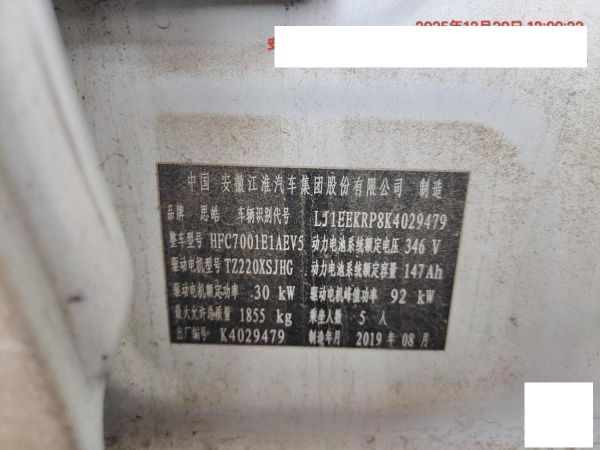 中国 安徽江淮汽车集团股份有限公司 制造
品牌 思皓 车辆识别代号 LJ1EEKRP8K4029479
整车型号 HFC7001E1AEV5 动力电池系统额定电压 346 V
驱动电机型号 TZ220XSJHG 动力电池系统额定容量 147Ah
驱动电机额定功率 30 kW 驱动电机峰值功率 92 kW
最大允许总质量 1855 kg 乘坐人数 5 人
出厂编号 K4029479 制造年月 2019 年 08 月